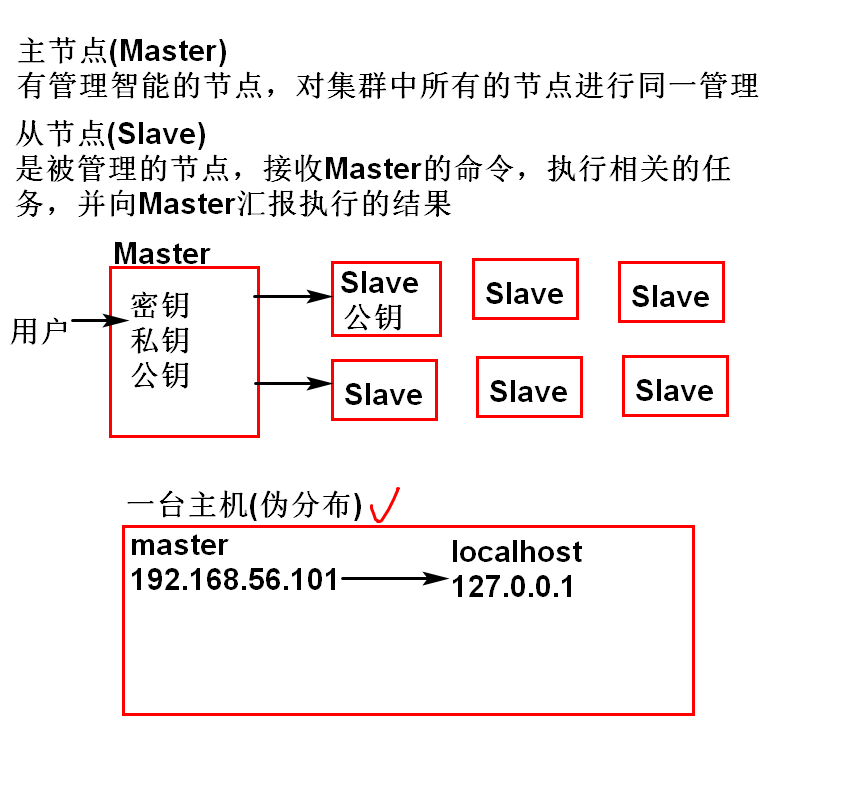 主节点(Master)
有管理智能的节点，对集群中所有的节点进行同一管理
从节点(Slave)
是被管理的节点，接收Master的命令，执行相关的任
务，并向Master汇报执行的结果
Master
用户
密钥
私钥
公钥
Slave
公钥
Slave
Slave
Slave
Slave
Slave
一台主机(伪分布)
master
192.168.56.101
localhost
127.0.0.1